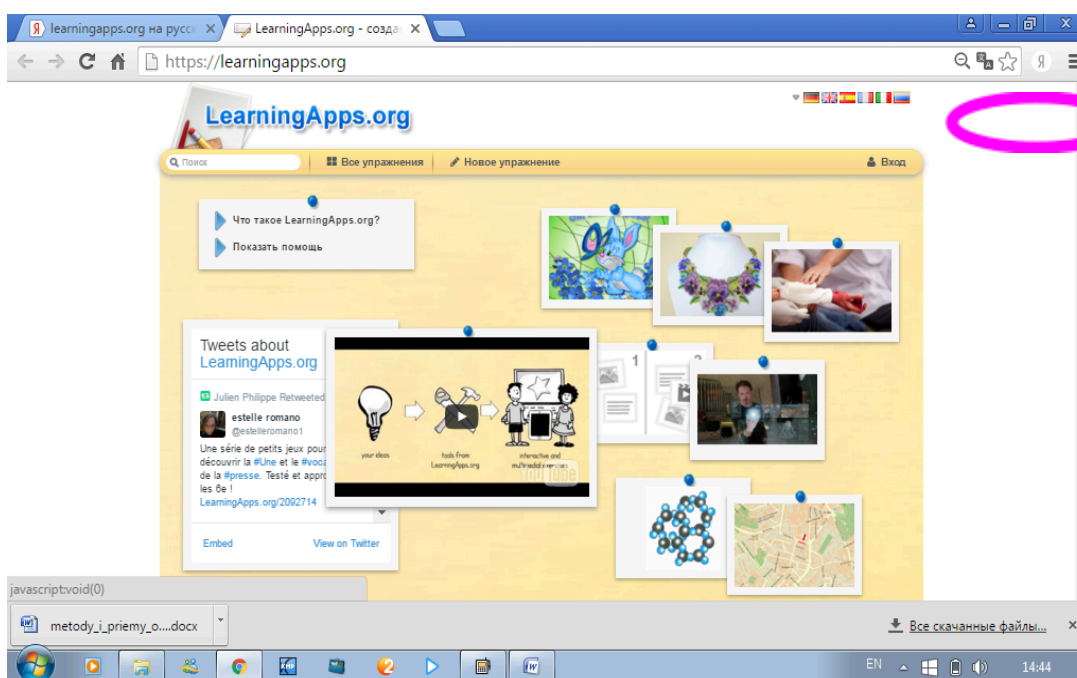 learningapps.org на русс
LearningApps.org - созда
https://learningapps.org
LearningApps.org
Поиск
Все упражнения
Новое упражнение
Вход
Что такое LearningApps.org?
Показать помощь
Tweets about
LearningApps.org
Julien Philippe Retweeted
estelle romano
@estelleromano1
Une série de petits jeux pour
découvrir la #Une et le #voca
de la #presse. Testé et appro
les 6e !
LearningApps.org/2092714
Embed
View on Twitter
your ideas
tools from
LearningApps.org
interactive and
multimedial exercises
YouTube
1
2
javascript:void(0)
metody_i_priemy_o....docx
Все скачанные файлы...
EN
14:44